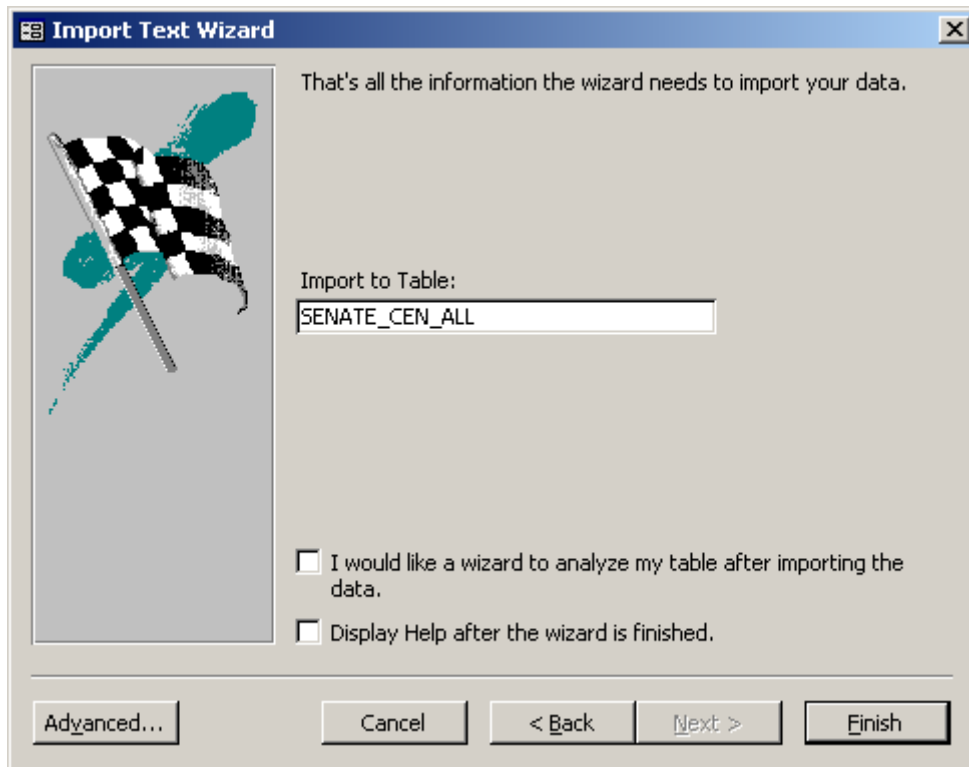 Import Text Wizard
That's all the information the wizard needs to import your data.
Import to Table:
SENATE_CEN_ALL
I would like a wizard to analyze my table after importing the
data.
Display Help after the wizard is finished.
Advanced... Cancel < Back Next > Finish